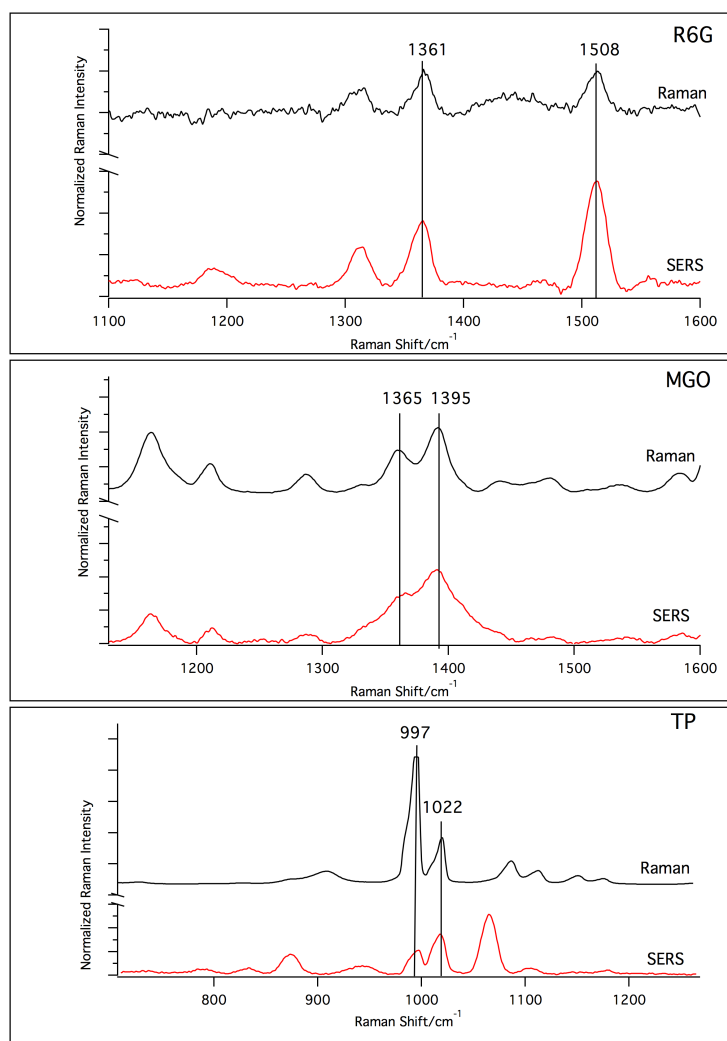 R6G
1361
1508
Normalized Raman Intensity
Raman
SERS
1100
1200
1300
1400
1500
1600
Raman Shift/cm-1
MGO
1365
1395
Normalized Raman Intensity
Raman
SERS
1200
1300
1400
1500
1600
Raman Shift/cm-1
TP
997
1022
Normalized Raman Intensity
Raman
SERS
800
900
1000
1100
1200
Raman Shift/cm-1